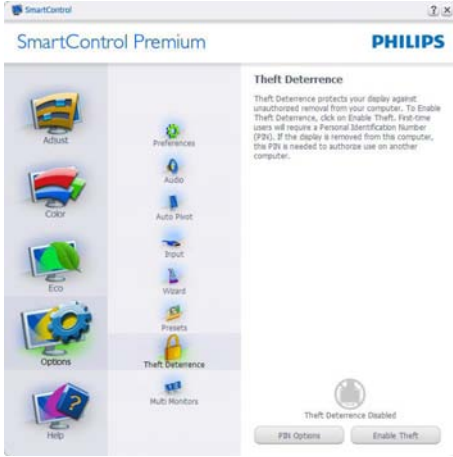 SmartControl
SmartControl Premium
PHILIPS
Adjust
Color
Eco
Options
Help
Preferences
Audio
Auto Pivot
Input
Wizard
Presets
Theft Deterrence
Multi Monitors
Theft Deterrence
Theft Deterrence protects your display against
unauthorized removal from your computer. To Enable
Theft Deterrence, click on Enable Theft. First-time
users will require a Personal Identification Number
(PIN). If the display is removed from this computer,
this PIN is needed to authorize use on another
computer.
Theft Deterrence Disabled
PIN Options
Enable Theft